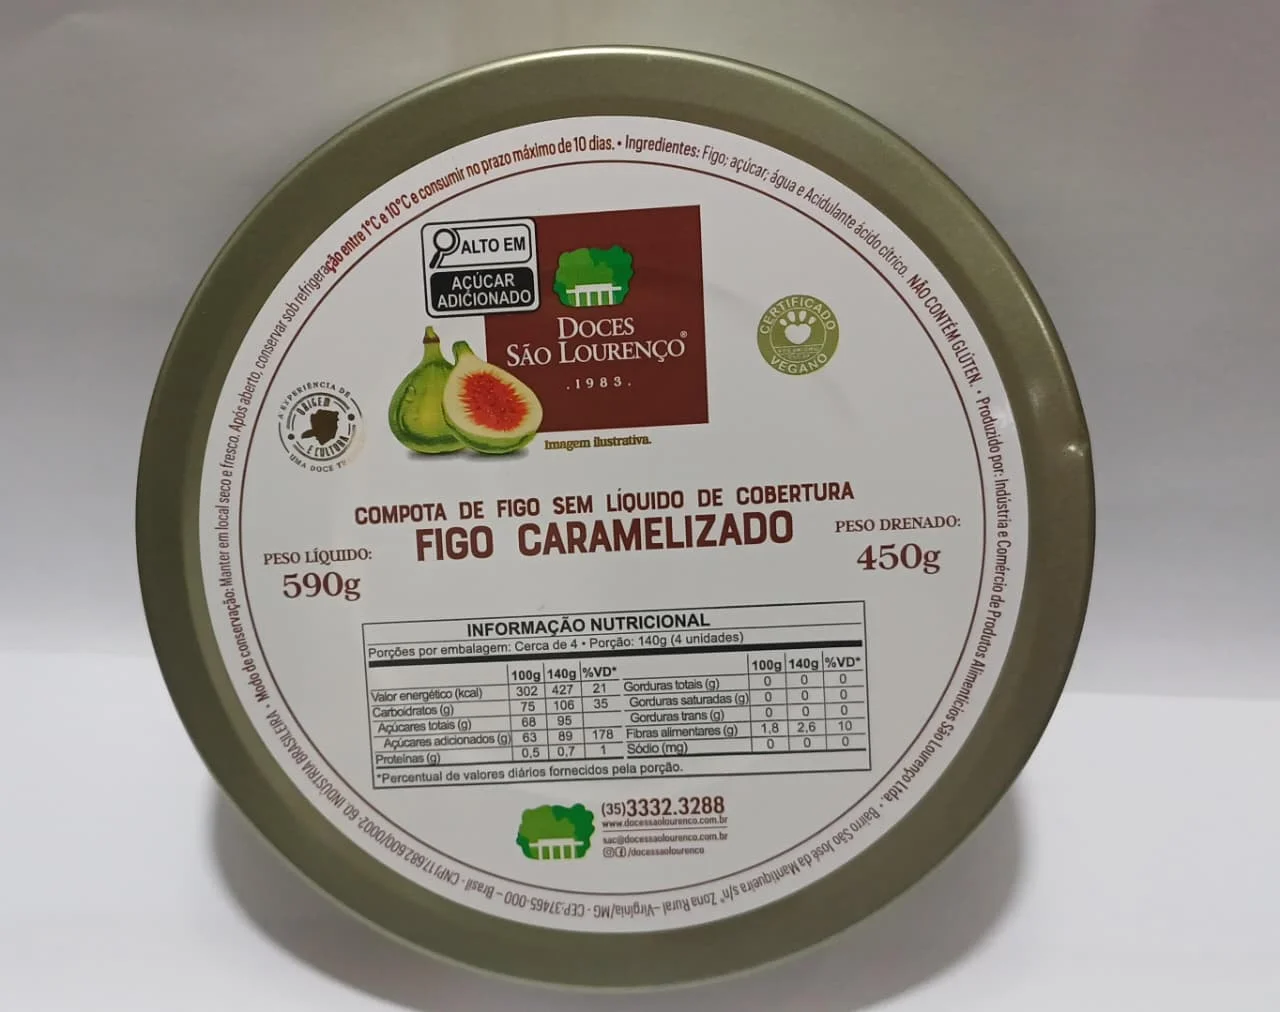 Modo de conservação: Manter em local seco e fresco. Após aberto, conservar sob refrigeração entre 1°C e 10°C e consumir no prazo máximo de 10 dias. • Ingredientes: Figo; açúcar; água e Acidulante ácido cítrico. NÃO CONTÉM GLÚTEN. • Produzido por: Indústria e Comércio de Produtos Alimentícios São Lourenço Ltda. • Bairro São José da Mantiqueira s/nº Zona Rural – Virgínia/MG - CEP:37465-000 – Brasil - CNPJ 17.682.600/0002-60. INDÚSTRIA BRASILEIRA •
ALTO EM
AÇÚCAR
ADICIONADO
DOCES
SÃO LOURENÇO®
.1983.
CERTIFICADO
VEGANO
A EXPERIÊNCIA DE
ORIGEM
E CULTURA
UMA DOCE
Imagem ilustrativa.
COMPOTA DE FIGO SEM LÍQUIDO DE COBERTURA
FIGO CARAMELIZADO
PESO LÍQUIDO:
590g
PESO DRENADO:
450g
INFORMAÇÃO NUTRICIONAL
Porções por embalagem: Cerca de 4 • Porção: 140g (4 unidades)
100g 140g %VD* 100g 140g %VD*
Valor energético (kcal) 302 427 21 Gorduras totais (g) 0 0 0
Carboidratos (g) 75 106 35 Gorduras saturadas (g) 0 0 0
Açúcares totais (g) 68 95 Gorduras trans (g) 0 0 0
Açúcares adicionados (g) 63 89 178 Fibras alimentares (g) 1,8 2,6 10
Proteínas (g) 0,5 0,7 1 Sódio (mg) 0 0 0
*Percentual de valores diários fornecidos pela porção.
(35)3332.3288
www.docessaolourenco.com.br
sac@docessaolourenco.com.br
/docessaolourenco